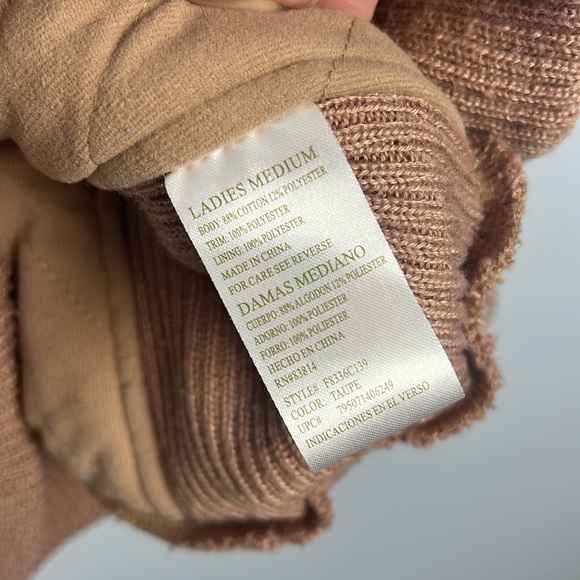 LADIES MEDIUM
BODY: 88% COTTON 12% POLYESTER
TRIM: 100% POLYESTER
LINING: 100% POLYESTER
MADE IN CHINA
FOR CARE SEE REVERSE
DAMAS MEDIANO
CUERPO: 88% ALGODON 12% POLIESTER
ADORNO: 100% POLIESTER
FORRO: 100% POLIESTER
HECHO EN CHINA
RN#83814
STYLE# F8336C139
COLOR: TAUPE
UPC# 795071406249
INDICACIONES EN EL VERSO